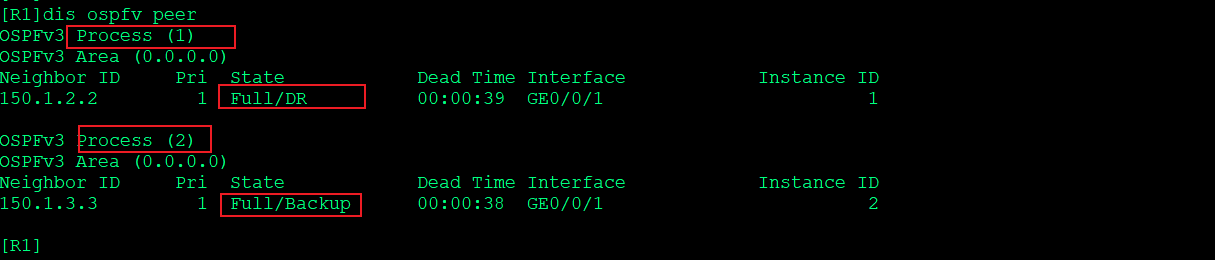 [R1]dis ospfv peer
OSPFv3 Process (1)
OSPFv3 Area (0.0.0.0)
Neighbor ID     Pri  State            Dead Time Interface            Instance ID
150.1.2.2         1  Full/DR          00:00:39  GE0/0/1                        1
OSPFv3 Process (2)
OSPFv3 Area (0.0.0.0)
Neighbor ID     Pri  State            Dead Time Interface            Instance ID
150.1.3.3         1  Full/Backup      00:00:38  GE0/0/1                        2
[R1]